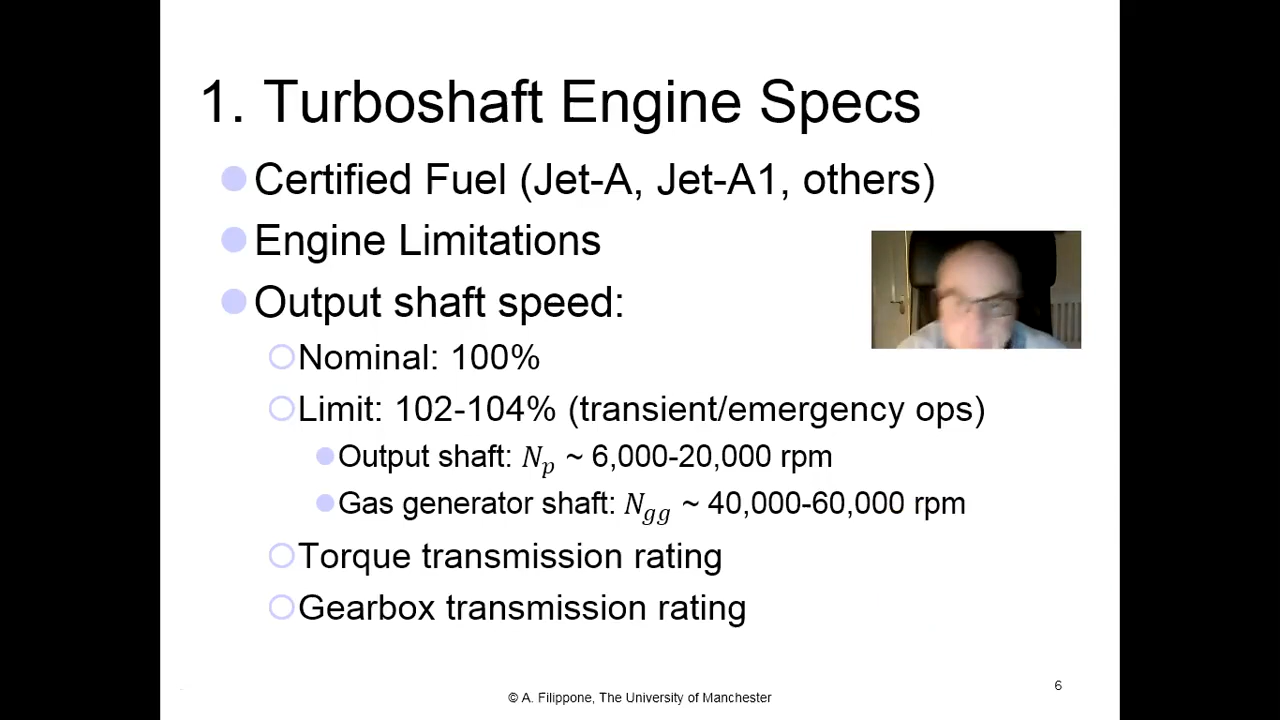 1. Turboshaft Engine Specs
Certified Fuel (Jet-A, Jet-A1, others)
Engine Limitations
Output shaft speed:
Nominal: 100%
Limit: 102-104% (transient/emergency ops)
Output shaft: Np ~ 6,000-20,000 rpm
Gas generator shaft: Ngg ~ 40,000-60,000 rpm
Torque transmission rating
Gearbox transmission rating
© A. Filippone, The University of Manchester
6